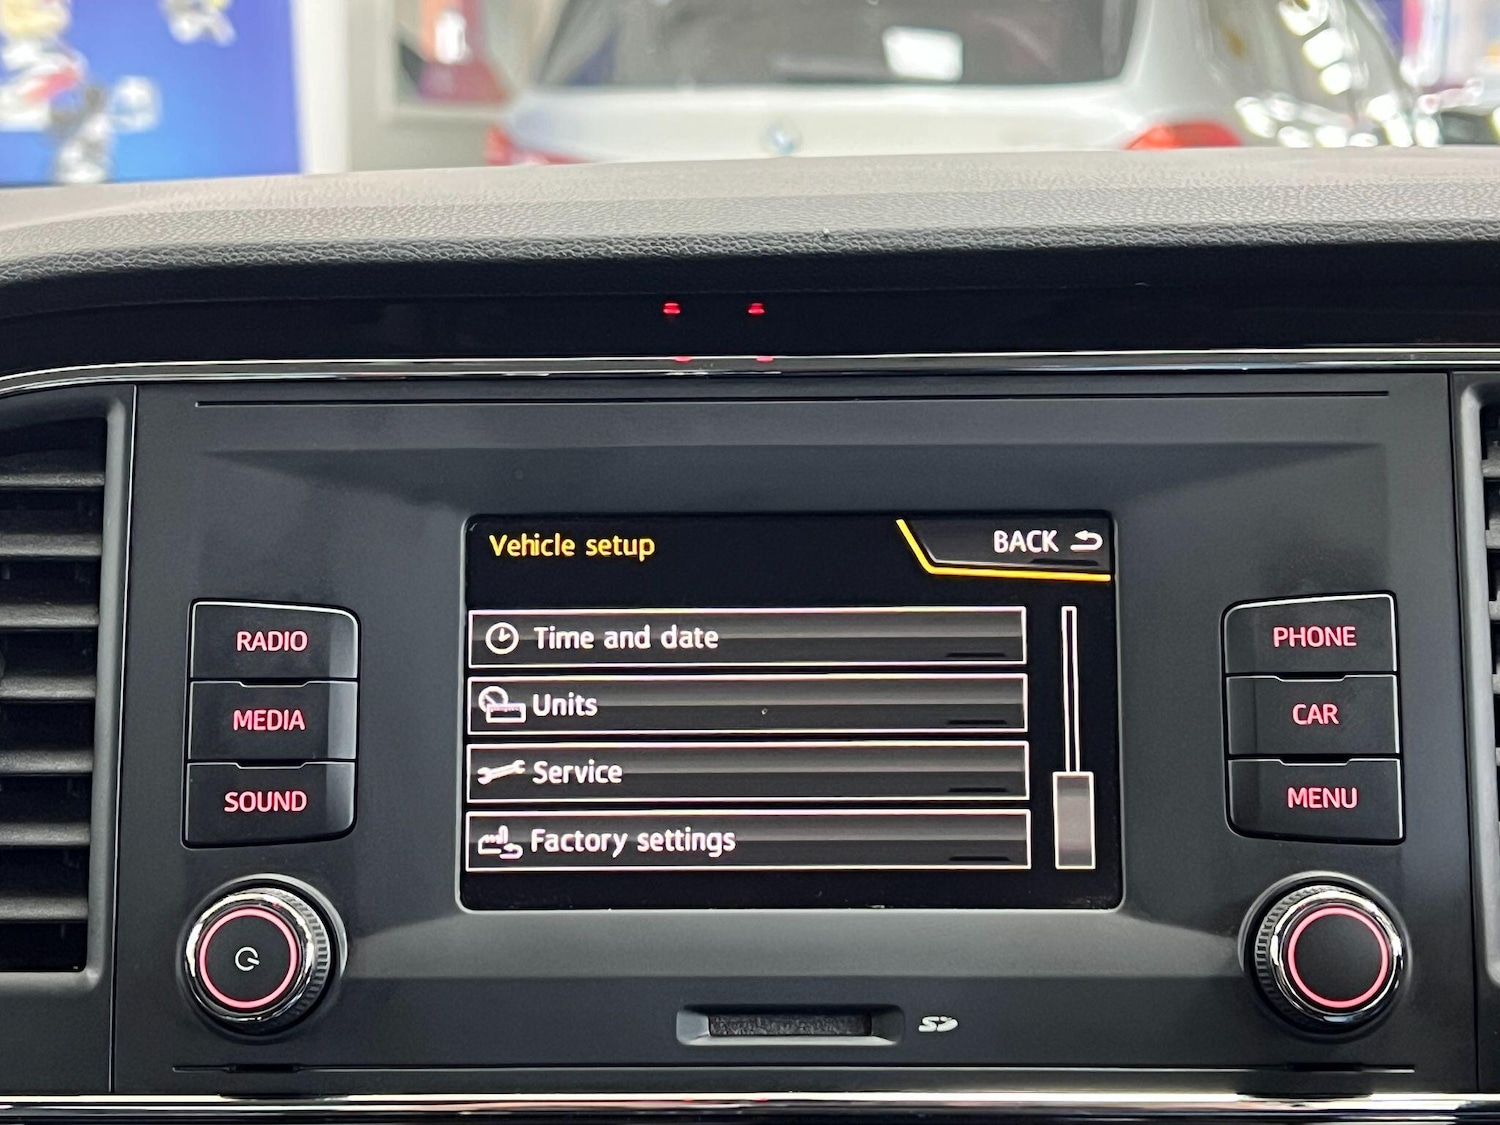 Vehicle setup
BACK
Time and date
Units
Service
Factory settings
RADIO
MEDIA
SOUND
PHONE
CAR
MENU
SD